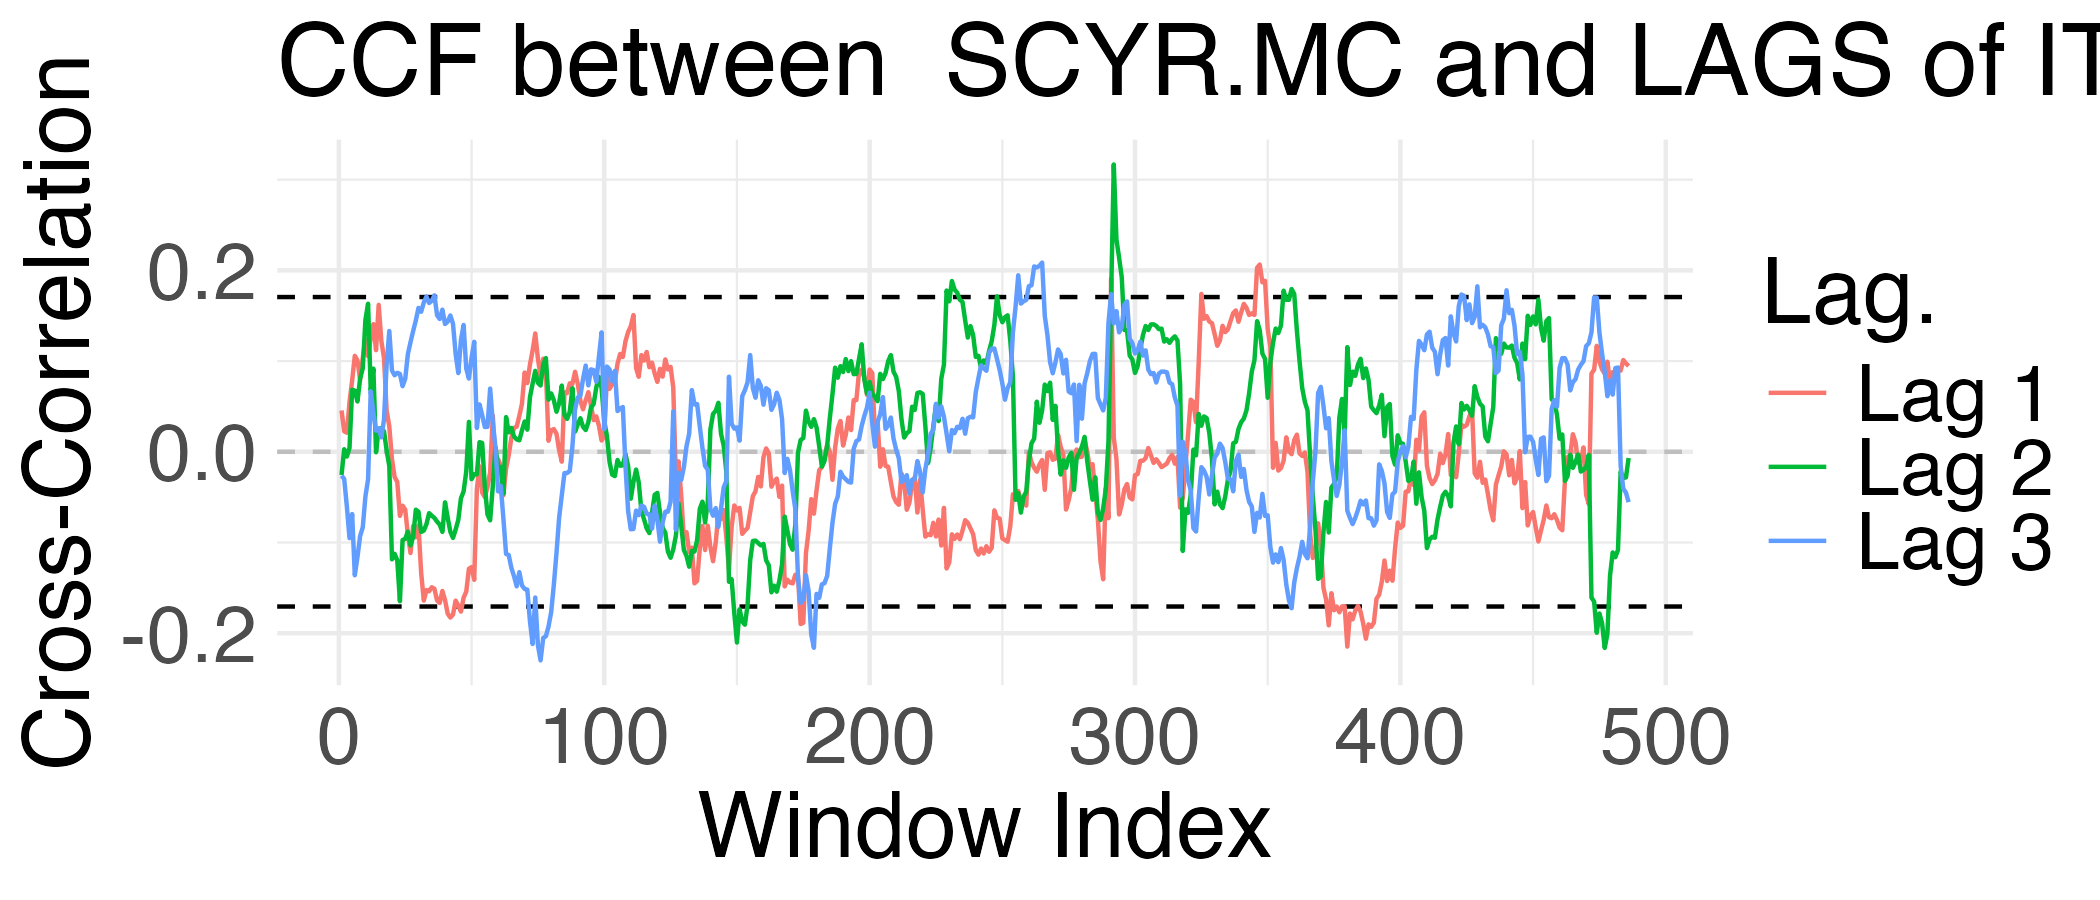 CCF between  SCYR.MC and LAGS of IT
Cross-Correlation
0.2
0.0
-0.2
0 100 200 300 400 500
Window Index
Lag.
Lag 1
Lag 2
Lag 3